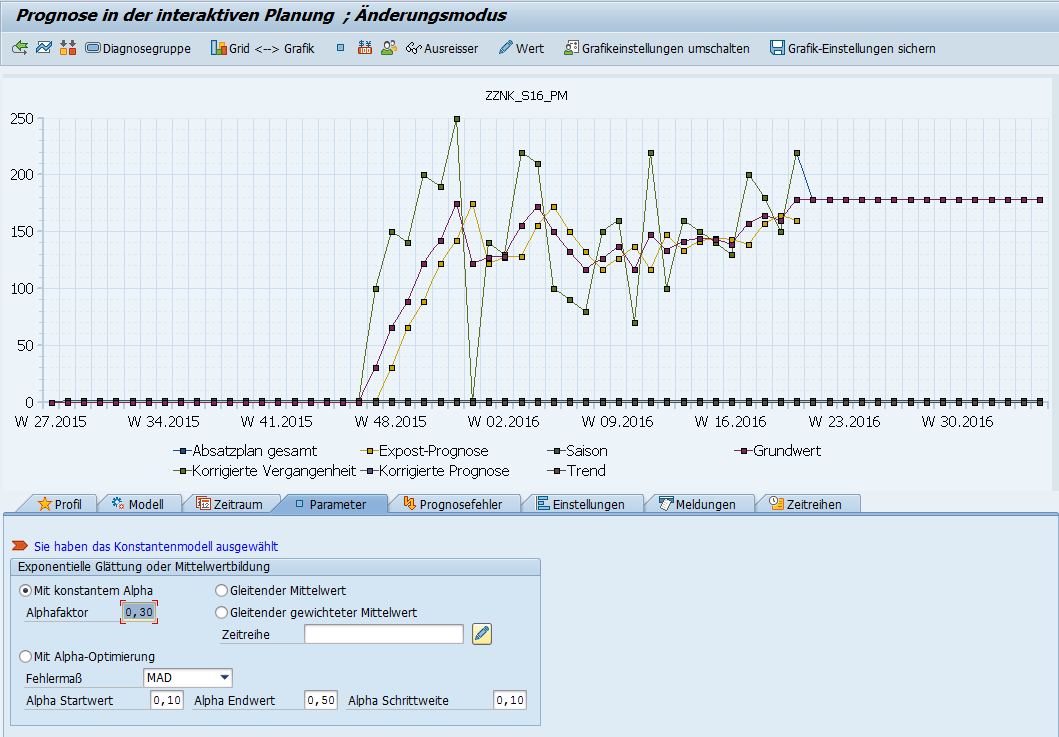 Prognose in der interaktiven Planung ; Änderungsmodus
Diagnosegruppe Grid <--> Grafik Ausreisser Wert Grafikeinstellungen umschalten Grafik-Einstellungen sichern
ZZNK_S16_PM
250
200
150
100
50
0
W 27.2015 W 34.2015 W 41.2015 W 48.2015 W 02.2016 W 09.2016 W 16.2016 W 23.2016 W 30.2016
Absatzplan gesamt Expost-Prognose Saison Grundwert
Korrigierte Vergangenheit Korrigierte Prognose Trend
Profil Modell Zeitraum Parameter Prognosefehler Einstellungen Meldungen Zeitreihen
Sie haben das Konstantenmodell ausgewählt
Exponentielle Glättung oder Mittelwertbildung
Mit konstantem Alpha Gleitender Mittelwert
Alphafaktor 0,30 Gleitender gewichteter Mittelwert
Zeitreihe
Mit Alpha-Optimierung
Fehlermaß MAD
Alpha Startwert 0,10 Alpha Endwert 0,50 Alpha Schrittweite 0,10